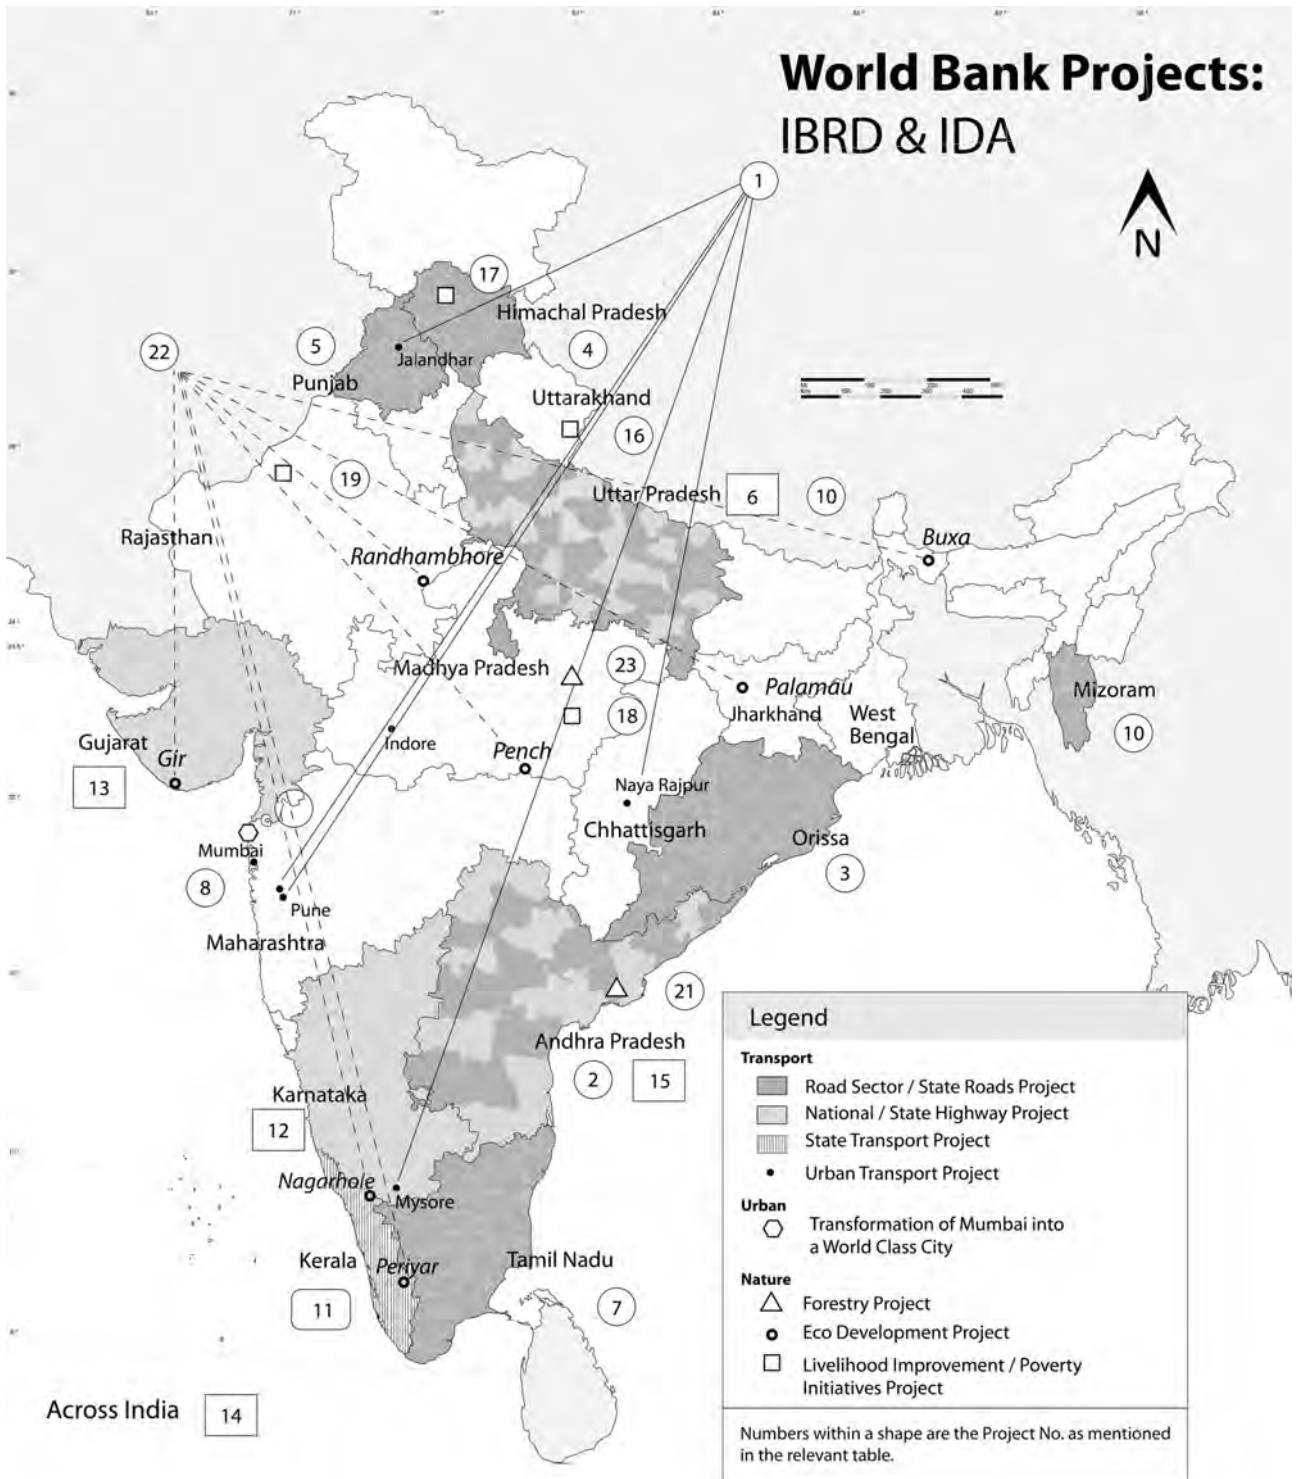 World Bank Projects:
IBRD & IDA
1
N
17
Himachal Pradesh
5
4
22
Jalandhar
Punjab
Uttarakhand
16
19
Uttar Pradesh
6
10
Rajasthan
Buxa
Randhambhore
Madhya Pradesh
23
Palamau
Mizoram
18
Jharkhand
West
Bengal
10
Gujarat
Gir
Indore
Pench
13
Naya Rajpur
Chhattisgarh
Orissa
Mumbai
3
8
Pune
Maharashtra
21
Andhra Pradesh
2
15
Karnataka
12
Nagarhole
Mysore
Kerala
Periyar
Tamil Nadu
11
7
Across India
14
Legend
Transport
Road Sector / State Roads Project
National / State Highway Project
State Transport Project
Urban Transport Project
Urban
Transformation of Mumbai into
a World Class City
Nature
Forestry Project
Eco Development Project
Livelihood Improvement / Poverty
Initiatives Project
Numbers within a shape are the Project No. as mentioned
in the relevant table.